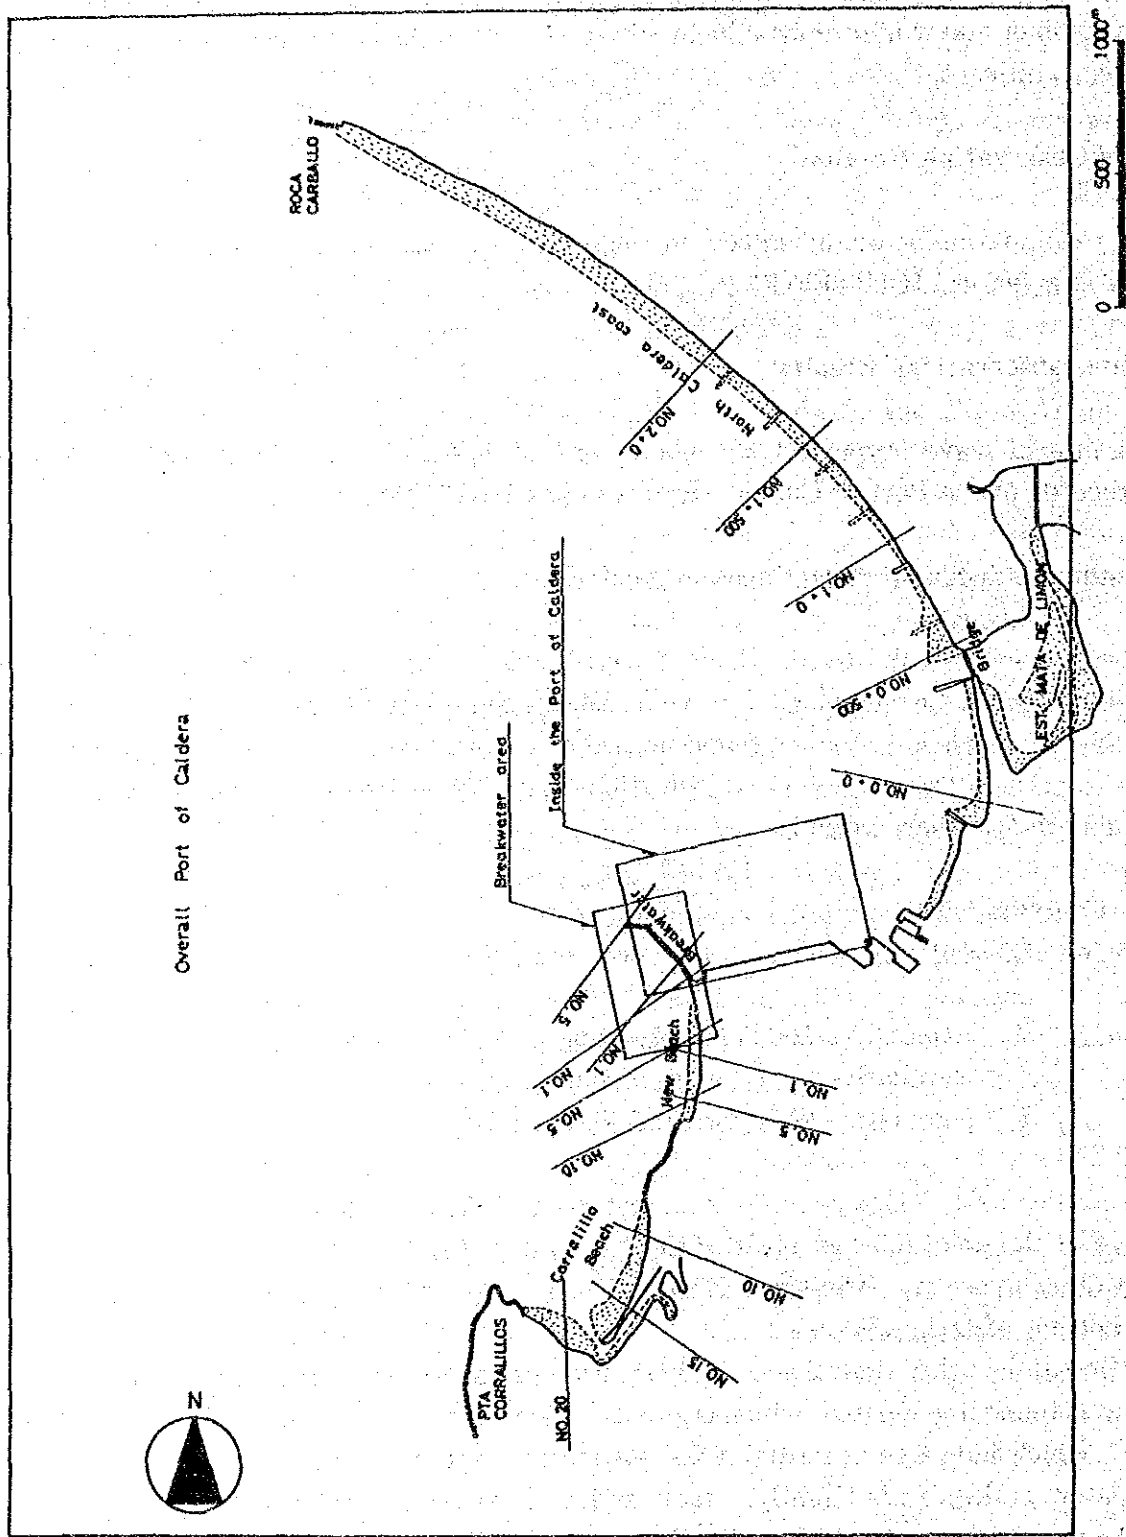 Overall Port of Caldera
N
ROCA
CARBALLO
North Caldera coast
NO.2+0
NO.1+500
NO.1+0
NO.0+500
NO.0+0
Bridge
EST. MATA DE LIMON
Inside the Port of Caldera
Breakwater area
Breakwater
NO.5
NO.1
NO.1
NO.5
NO.10
New Beach
NO.1
NO.5
Corralillo
Beach
NO.10
NO.15
NO.20
PTA
CORRALILLOS
0
500
1000m